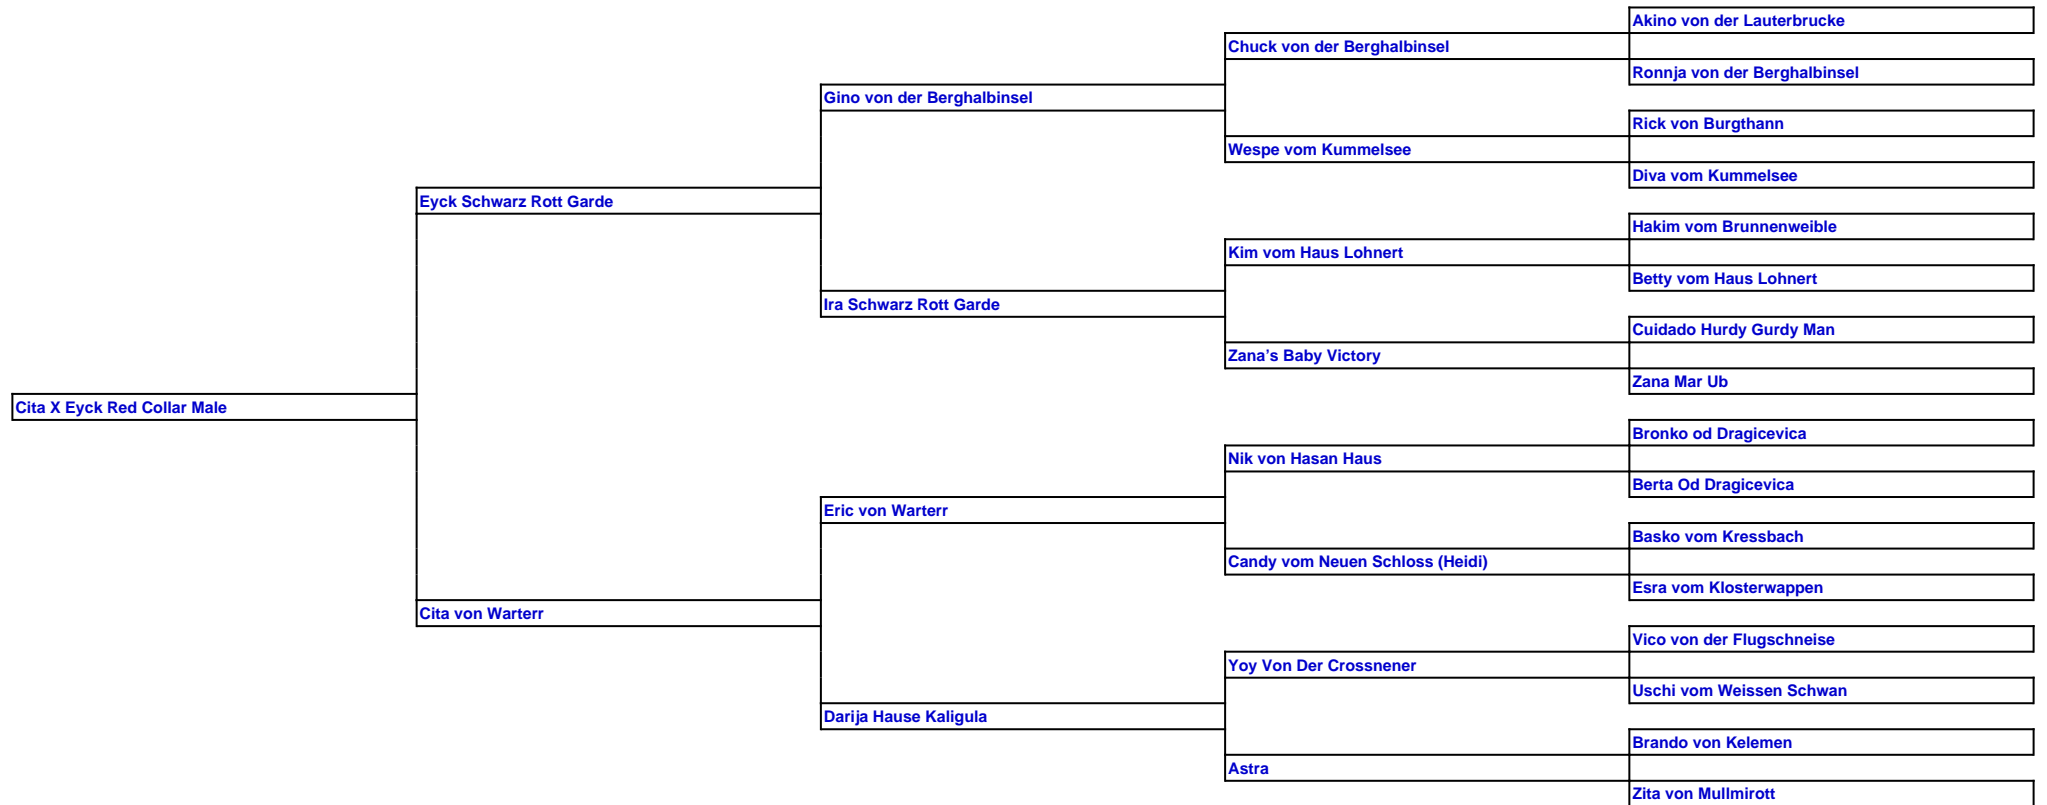 Akino von der Lauterbrucke
Chuck von der Berghalbinsel
Ronnja von der Berghalbinsel
Gino von der Berghalbinsel
Rick von Burgthann
Wespe vom Kummelsee
Diva vom Kummelsee
Eyck Schwarz Rott Garde
Hakim vom Brunnenweible
Kim vom Haus Lohnert
Betty vom Haus Lohnert
Ira Schwarz Rott Garde
Cuidado Hurdy Gurdy Man
Zana’s Baby Victory
Zana Mar Ub
Cita X Eyck Red Collar Male
Bronko od Dragicevica
Nik von Hasan Haus
Berta Od Dragicevica
Eric von Warterr
Basko vom Kressbach
Candy vom Neuen Schloss (Heidi)
Esra vom Klosterwappen
Cita von Warterr
Vico von der Flugschneise
Yoy Von Der Crossnener
Uschi vom Weissen Schwan
Darija Hause Kaligula
Brando von Kelemen
Astra
Zita von Mullmirott